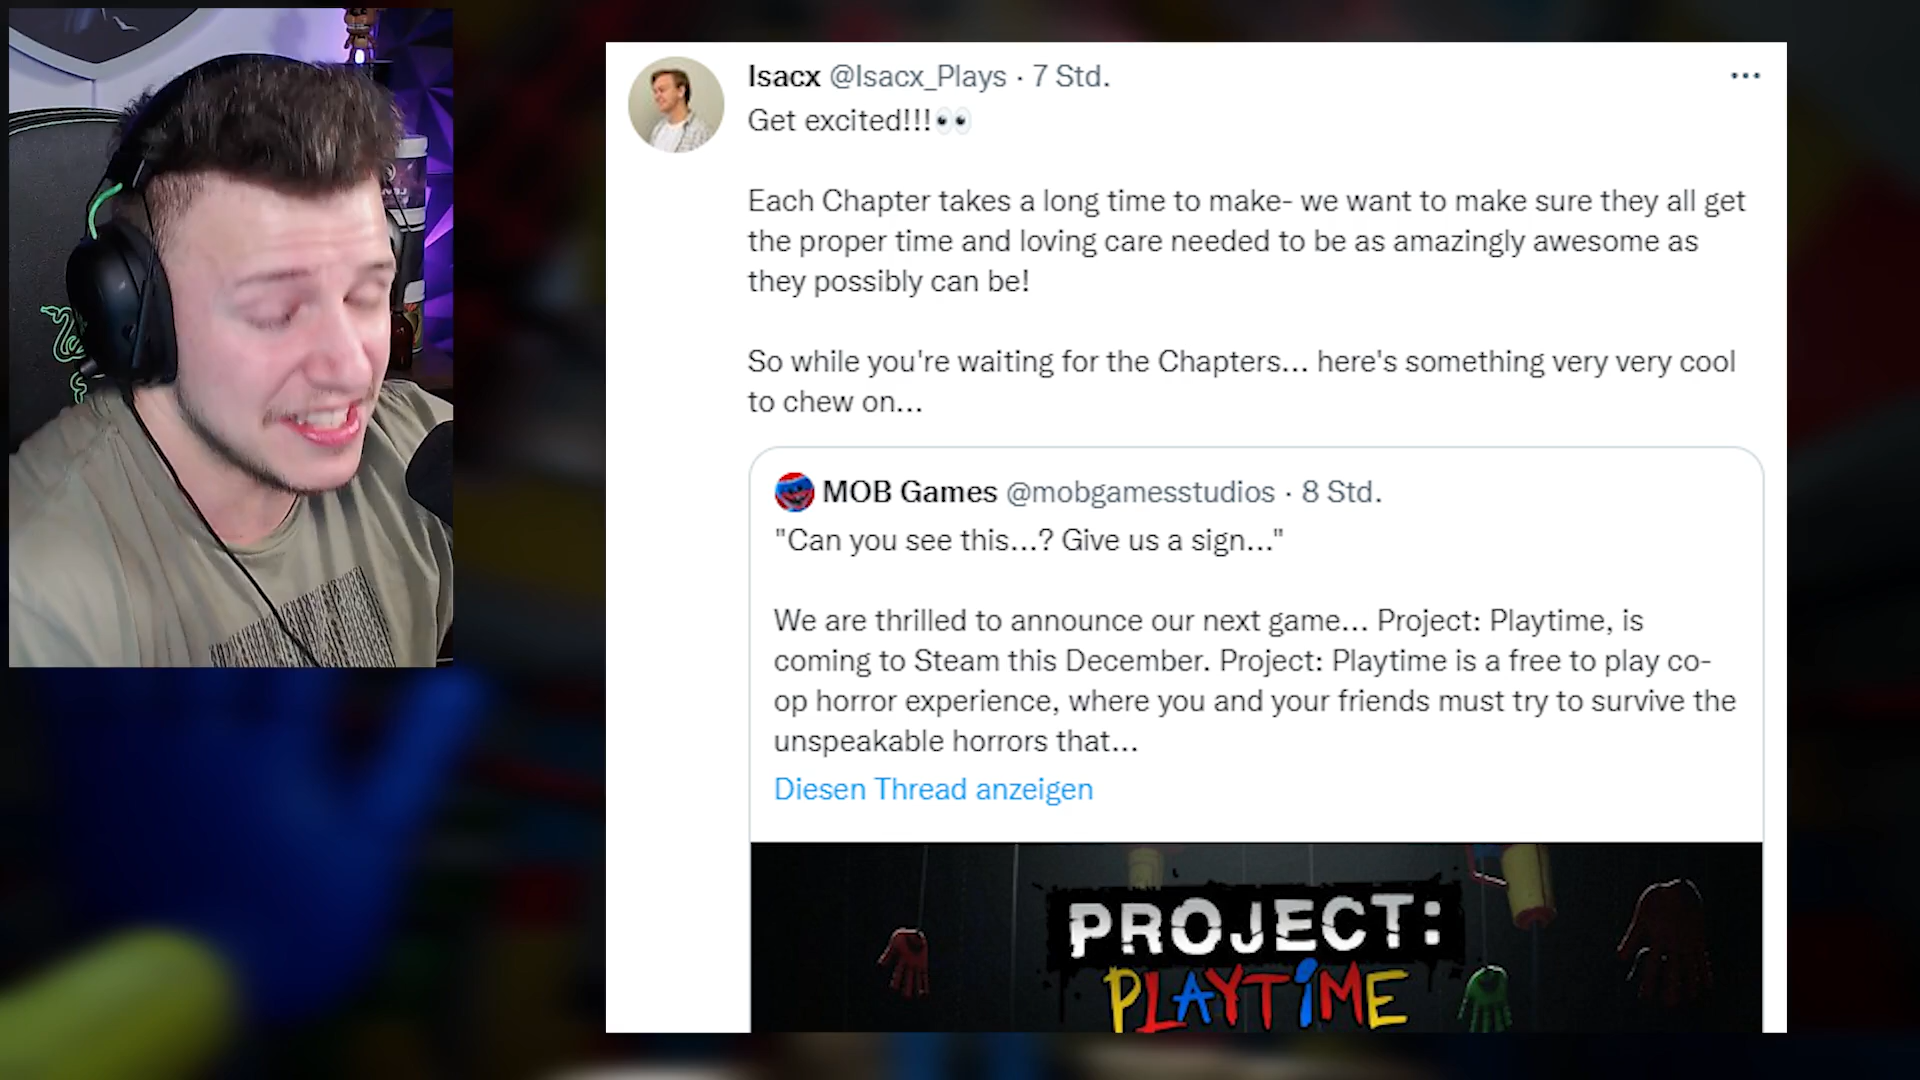 Isacx @Isacx_Plays · 7 Std.
Get excited!!!👀
Each Chapter takes a long time to make- we want to make sure they all get
the proper time and loving care needed to be as amazingly awesome as
they possibly can be!
So while you're waiting for the Chapters... here's something very very cool
to chew on...
MOB Games @mobgamesstudios · 8 Std.
"Can you see this...? Give us a sign..."
We are thrilled to announce our next game... Project: Playtime, is
coming to Steam this December. Project: Playtime is a free to play co-
op horror experience, where you and your friends must try to survive the
unspeakable horrors that...
Diesen Thread anzeigen
PROJECT:
PLAYTIME